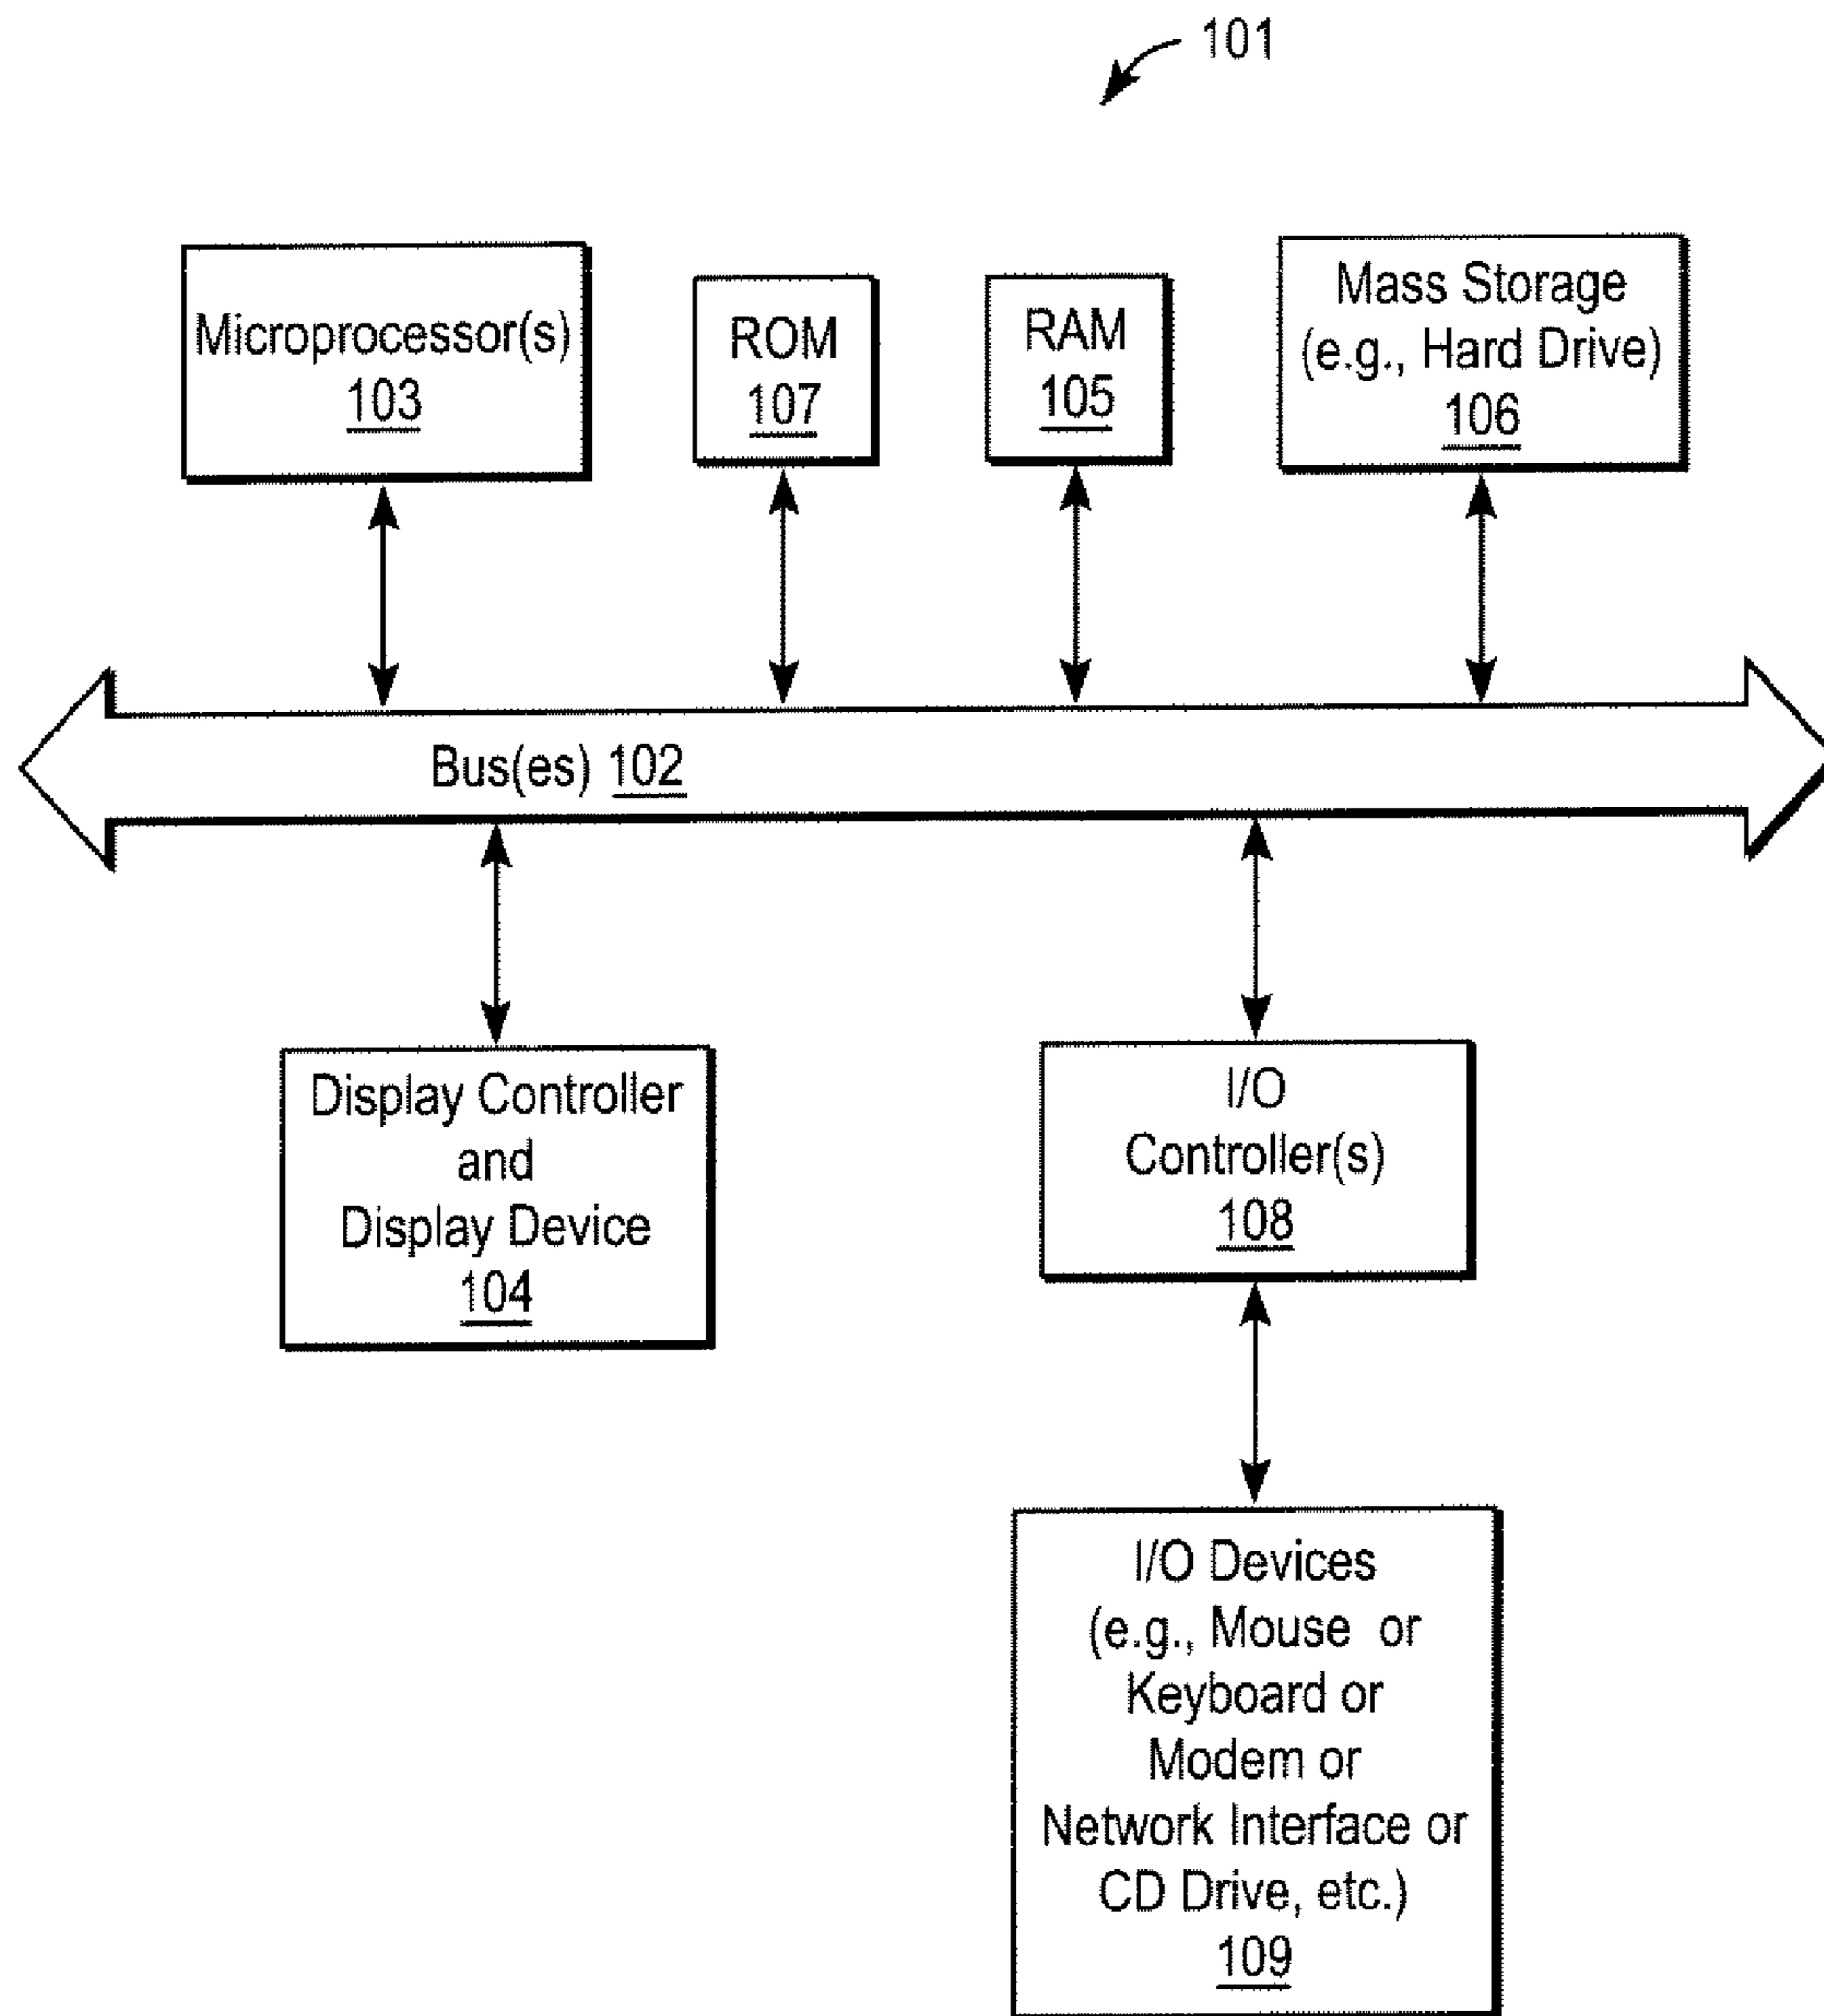 101
Microprocessor(s)
103
ROM
107
RAM
105
Mass Storage
(e.g., Hard Drive)
106
Bus(es) 102
Display Controller
and
Display Device
104
I/O
Controller(s)
108
I/O Devices
(e.g., Mouse or
Keyboard or
Modem or
Network Interface or
CD Drive, etc.)
109